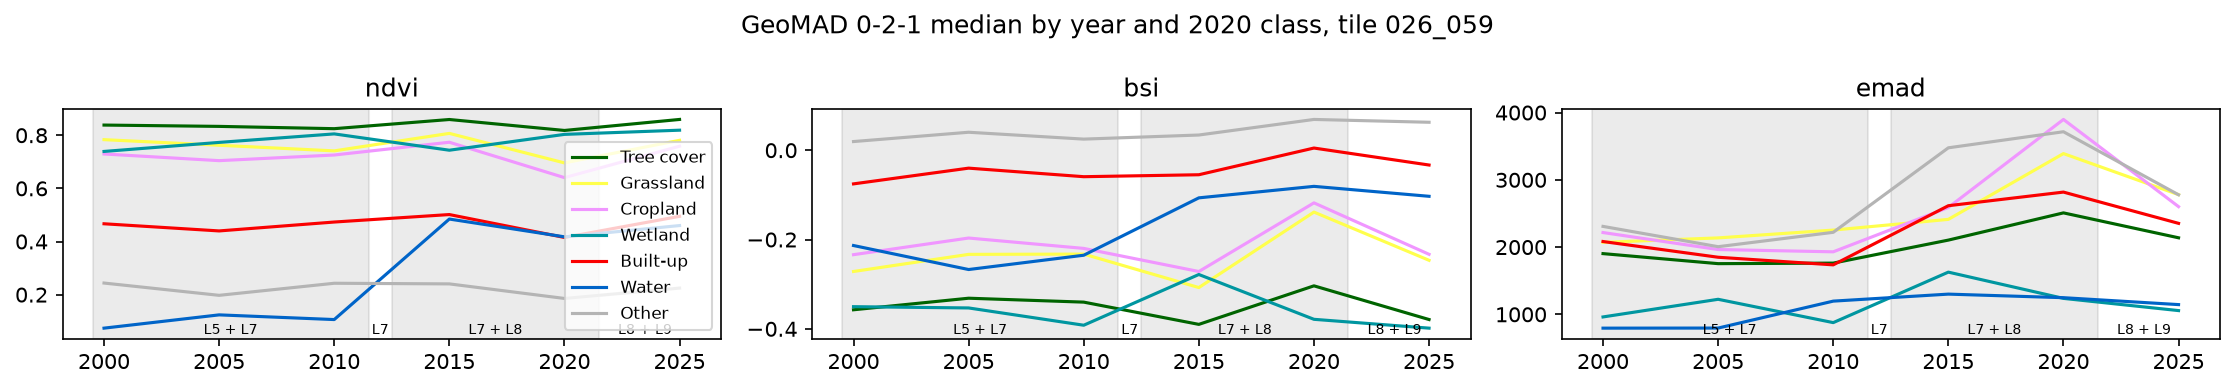 GeoMAD 0-2-1 median by year and 2020 class, tile 026_059
ndvi
0.8
0.6
0.4
0.2
2000 2005 2010 2015 2020 2025
L5 + L7 L7 L7 + L8 L8 + L9
Tree cover
Grassland
Cropland
Wetland
Built-up
Water
Other
bsi
0.0
−0.2
−0.4
2000 2005 2010 2015 2020 2025
L5 + L7 L7 L7 + L8 L8 + L9
emad
4000
3000
2000
1000
2000 2005 2010 2015 2020 2025
L5 + L7 L7 L7 + L8 L8 + L9